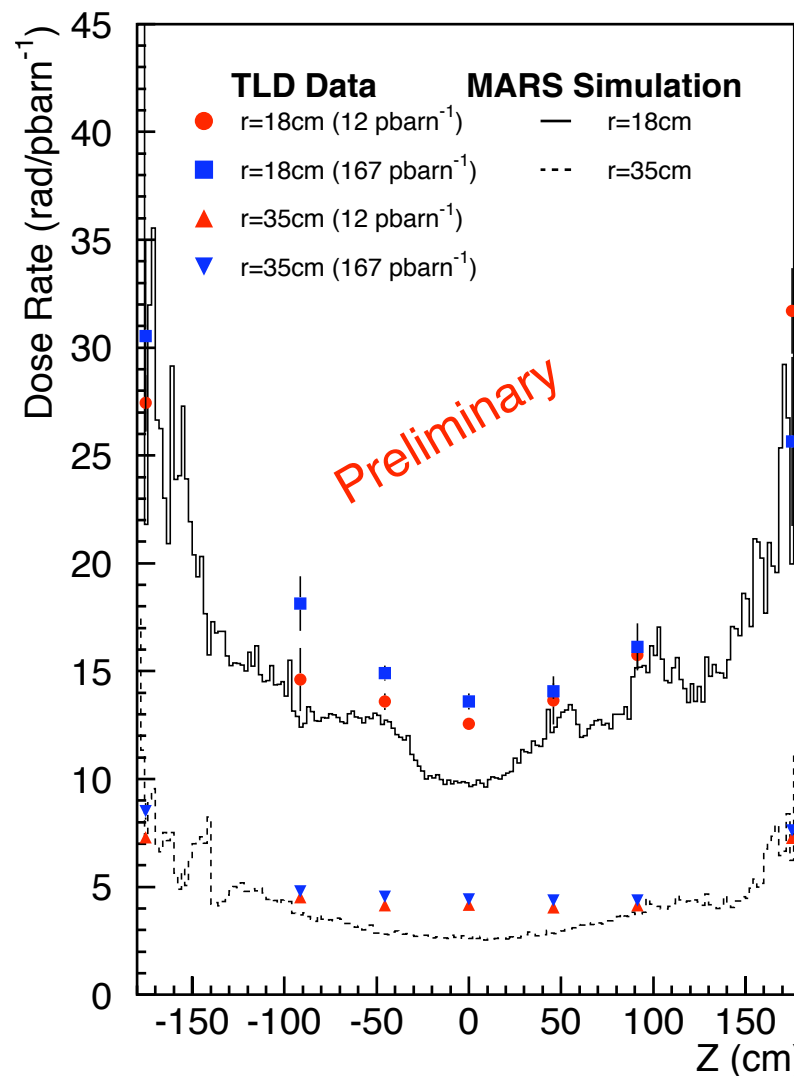 TLD Data MARS Simulation
r=18cm (12 pbarn⁻¹) r=18cm
r=18cm (167 pbarn⁻¹) r=35cm
r=35cm (12 pbarn⁻¹)
r=35cm (167 pbarn⁻¹)
Preliminary
Dose Rate (rad/pbarn⁻¹)
45
40
35
30
25
20
15
10
5
0
-150 -100 -50 0 50 100 150
Z (cm)